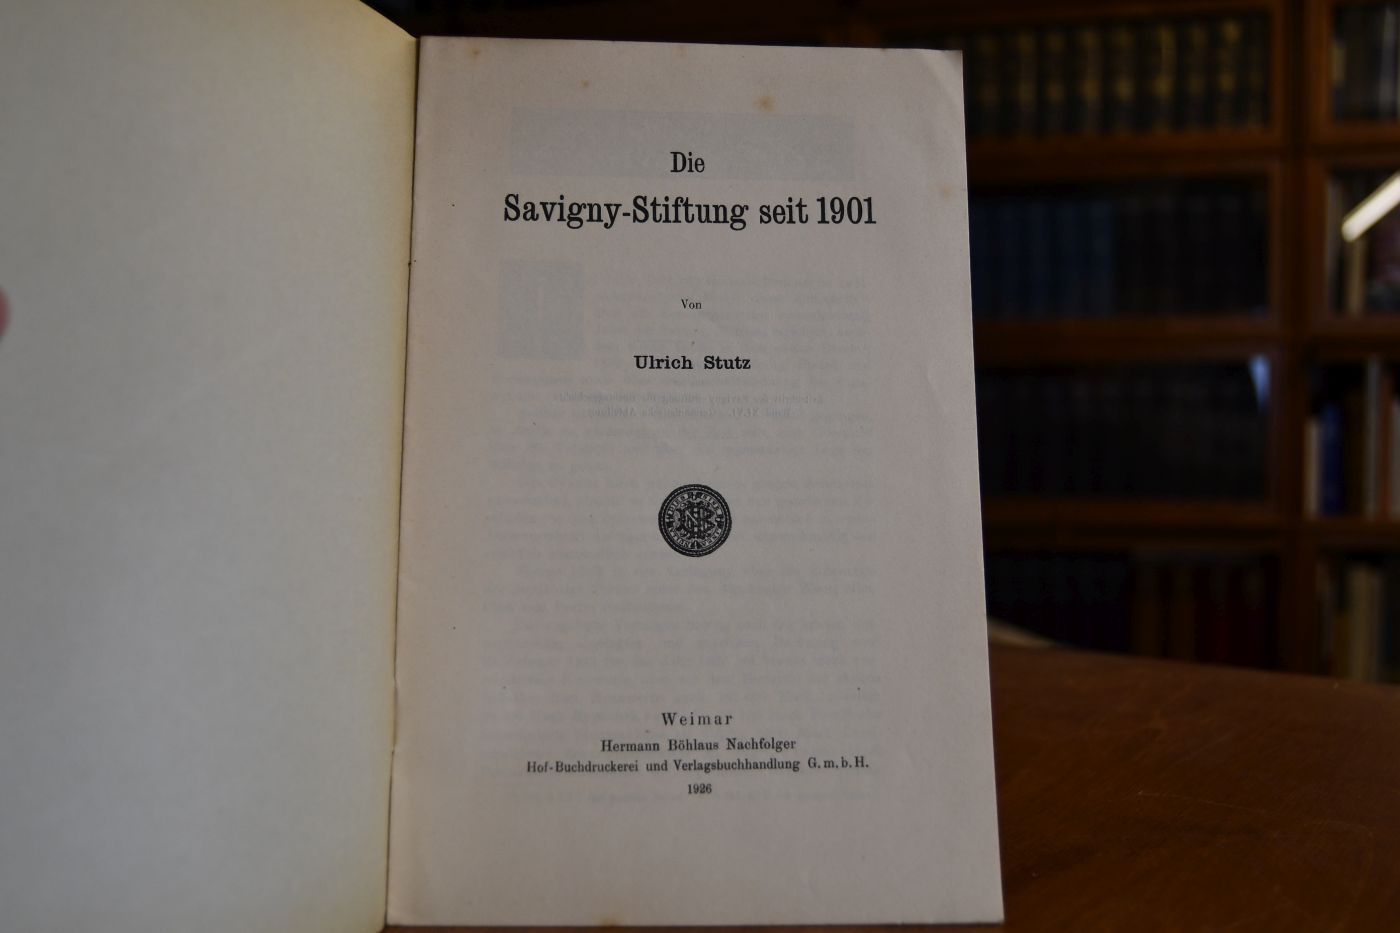 Die
Savigny-Stiftung seit 1901
Von
Ulrich Stutz
Weimar
Hermann Böhlaus Nachfolger
Hof-Buchdruckerei und Verlagsbuchhandlung G. m. b. H.
1926